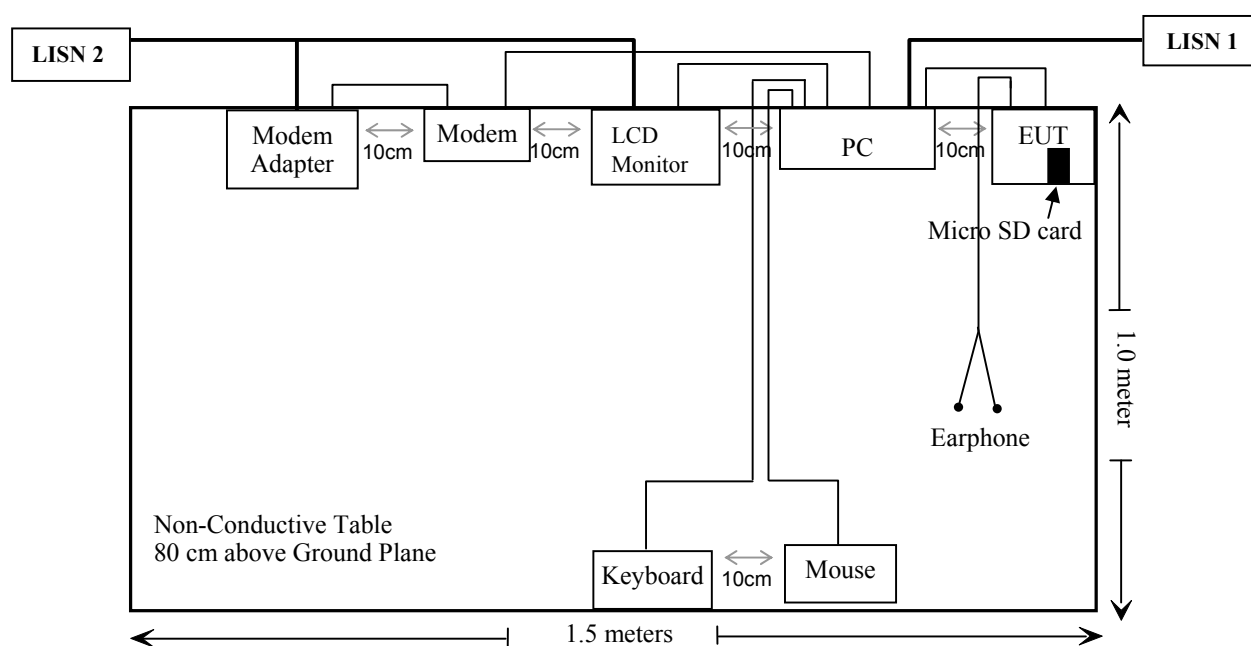 LISN 2
LISN 1
Modem
Adapter
10cm
Modem
10cm
LCD
Monitor
10cm
PC
10cm
EUT
Micro SD card
1.0 meter
Earphone
Non-Conductive Table
80 cm above Ground Plane
Keyboard
10cm
Mouse
1.5 meters